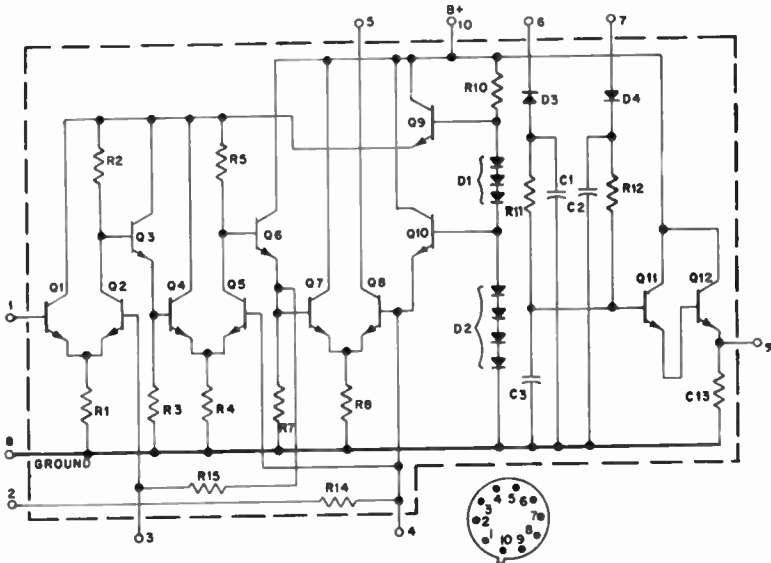 B+
5
10
6
7
R10
D3
D4
Q9
R2
R5
D1
C1
C2
R12
R11
Q3
Q6
Q10
Q1
Q2
Q4
Q5
Q7
Q8
Q11
Q12
1
D2
9
R1
R3
R4
R7
R8
C3
C13
8
GROUND
R15
2
R14
3
4
4 5
3 6
2 7
1 8
10 9